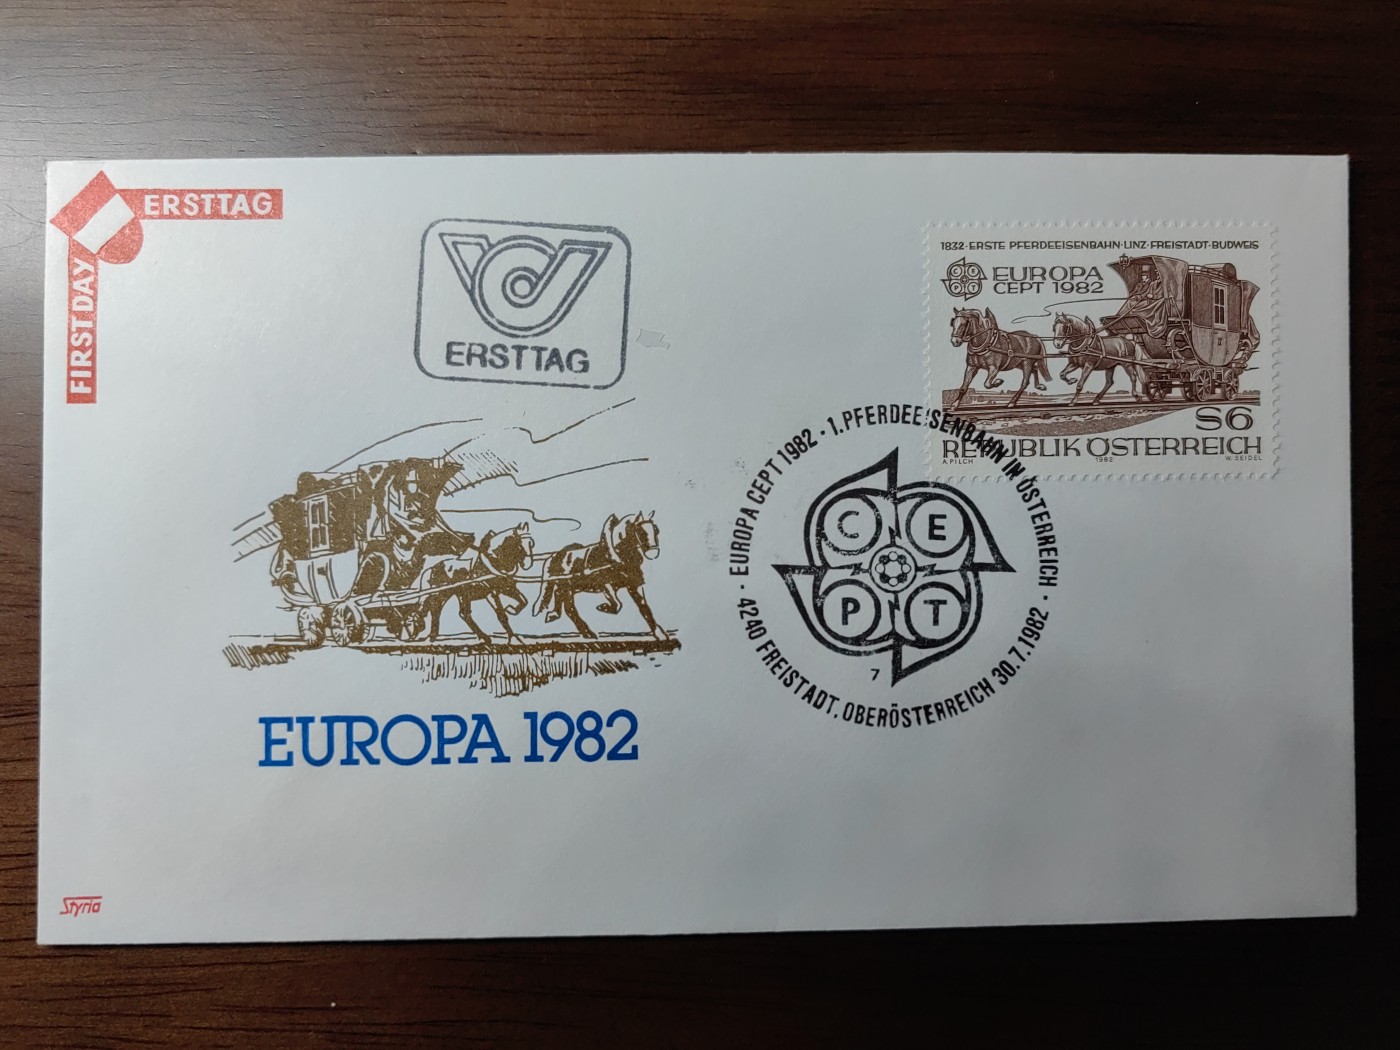 ERSTTAG
FIRST DAY
ERSTTAG
1832·ERSTE PFERDEEISENBAHN·LINZ·FREISTADT·BUDWEIS
EUROPA
CEPT 1982
S6
REPUBLIK ÖSTERREICH
A. PILCH 1982 W. SEIDEL
· EUROPA CEPT 1982 · 1. PFERDEEISENBAHN IN ÖSTERREICH ·
4240 FREISTADT, OBERÖSTERREICH 30.7.1982
C E
P T
7
EUROPA 1982
Styria